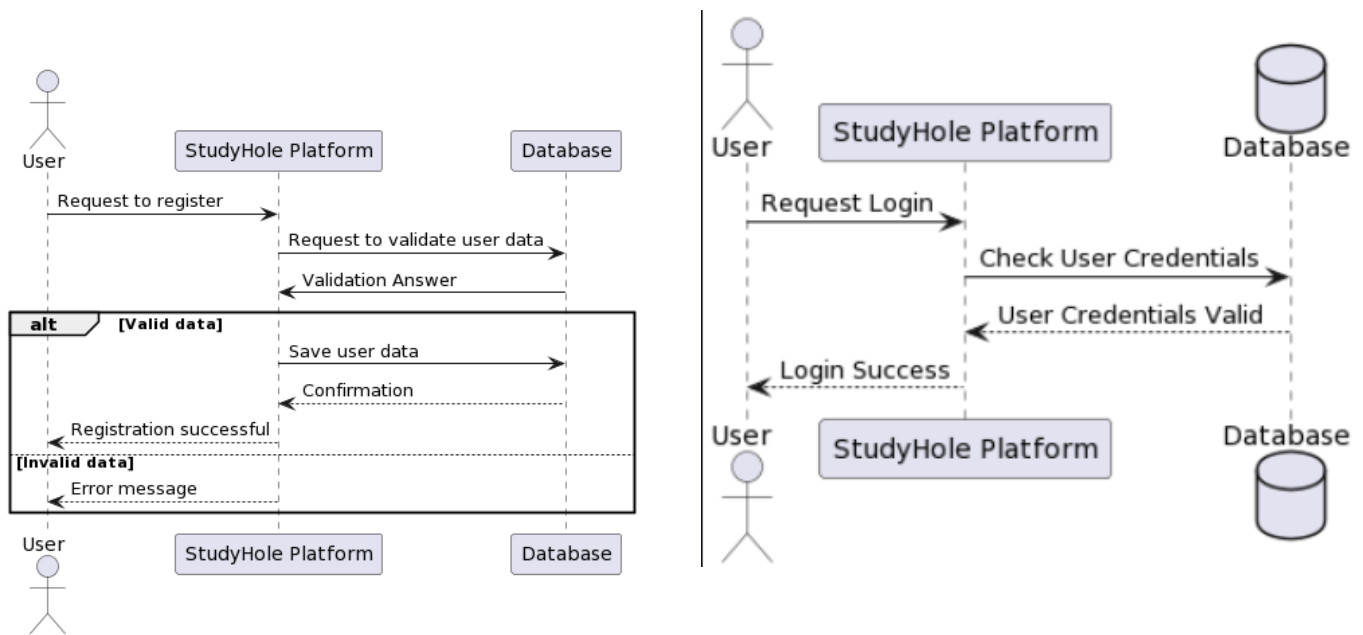 User
StudyHole Platform
Database
Request to register
Request to validate user data
Validation Answer
alt
[Valid data]
Save user data
Confirmation
Registration successful
[Invalid data]
Error message
User
StudyHole Platform
Database
User
StudyHole Platform
Database
Request Login
Check User Credentials
User Credentials Valid
Login Success
User
StudyHole Platform
Database